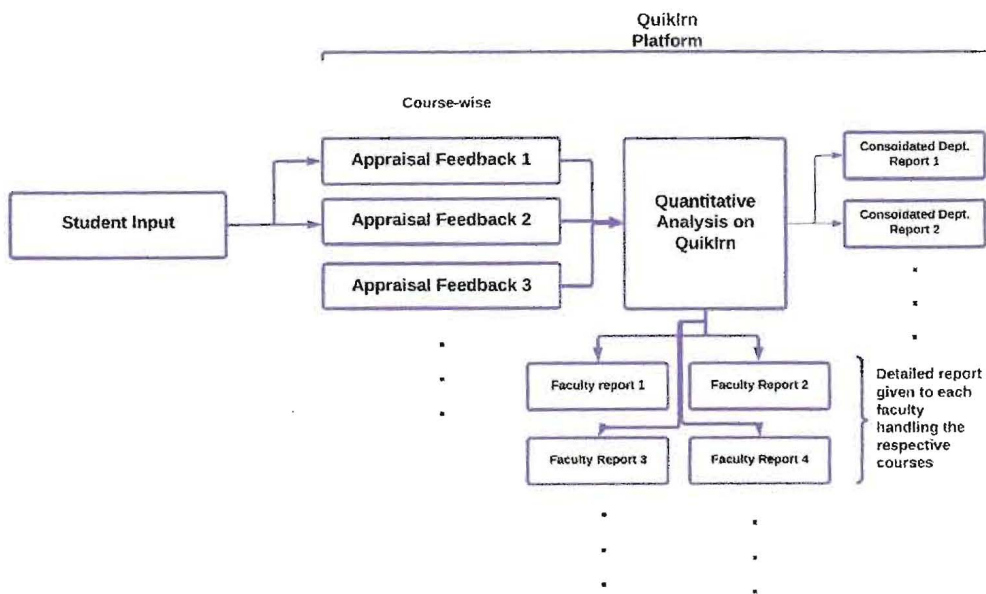 Quiklrn
Platform
Course-wise
Student Input
Appraisal Feedback 1
Appraisal Feedback 2
Appraisal Feedback 3
Quantitative
Analysis on
Quiklrn
Consoidated Dept.
Report 1
Consoidated Dept.
Report 2
Faculty report 1
Faculty Report 2
Faculty Report 3
Faculty Report 4
Detailed report
given to each
faculty
handling the
respective
courses